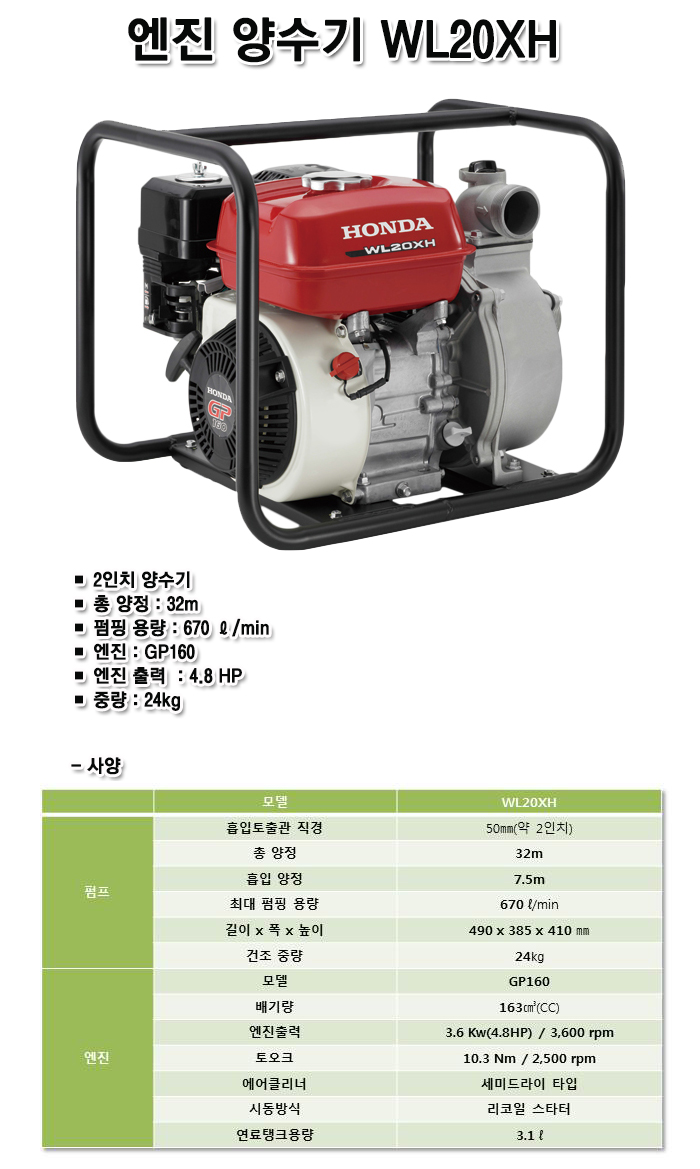 엔진 양수기 WL20XH
HONDA
WL20XH
HONDA
GP
160
■ 2인치 양수기
■ 총 양정 : 32m
■ 펌핑 용량 : 670 ℓ/min
■ 엔진 : GP160
■ 엔진 출력 : 4.8 HP
■ 중량 : 24kg
- 사양
모델 WL20XH
펌프
흡입토출관 직경 50㎜(약 2인치)
총 양정 32m
흡입 양정 7.5m
최대 펌핑 용량 670 ℓ/min
길이 x 폭 x 높이 490 x 385 x 410 ㎜
건조 중량 24kg
엔진
모델 GP160
배기량 163㎤(CC)
엔진출력 3.6 Kw(4.8HP) / 3,600 rpm
토오크 10.3 Nm / 2,500 rpm
에어클리너 세미드라이 타입
시동방식 리코일 스타터
연료탱크용량 3.1 ℓ